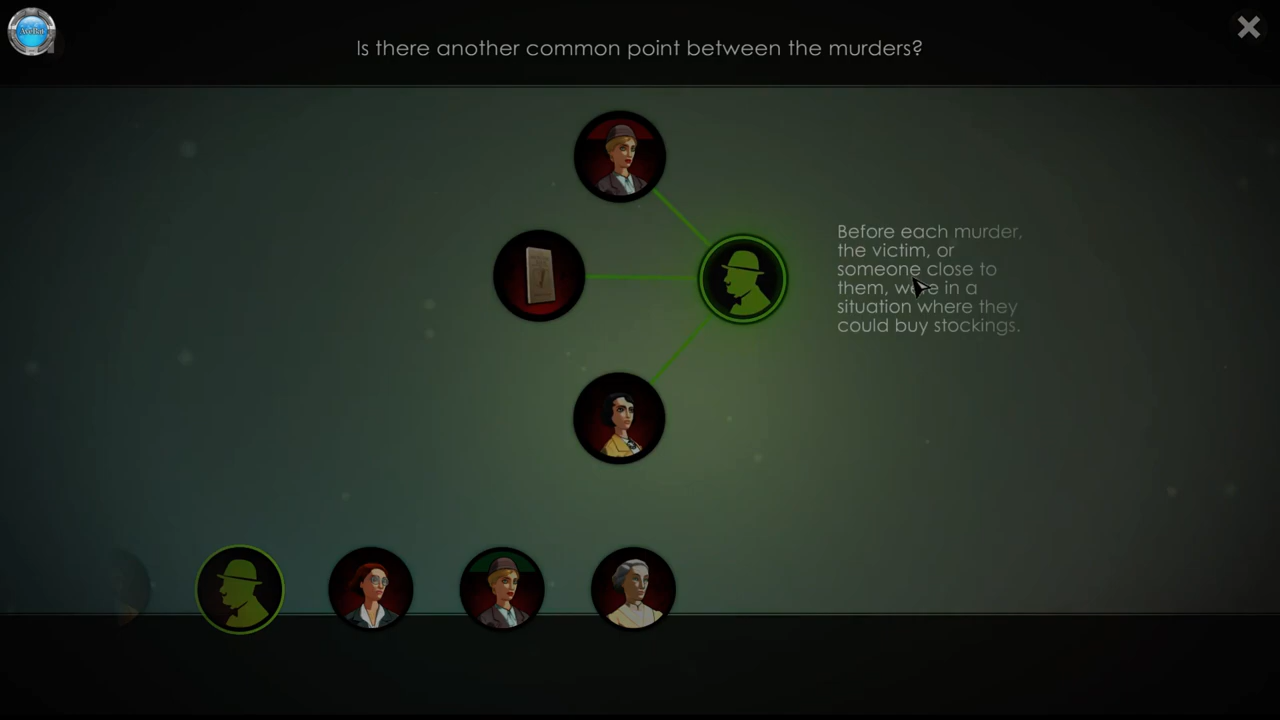 Is there another common point between the murders?
Before each murder,
the victim, or
someone close to
them, were in a
situation where they
could buy stockings.